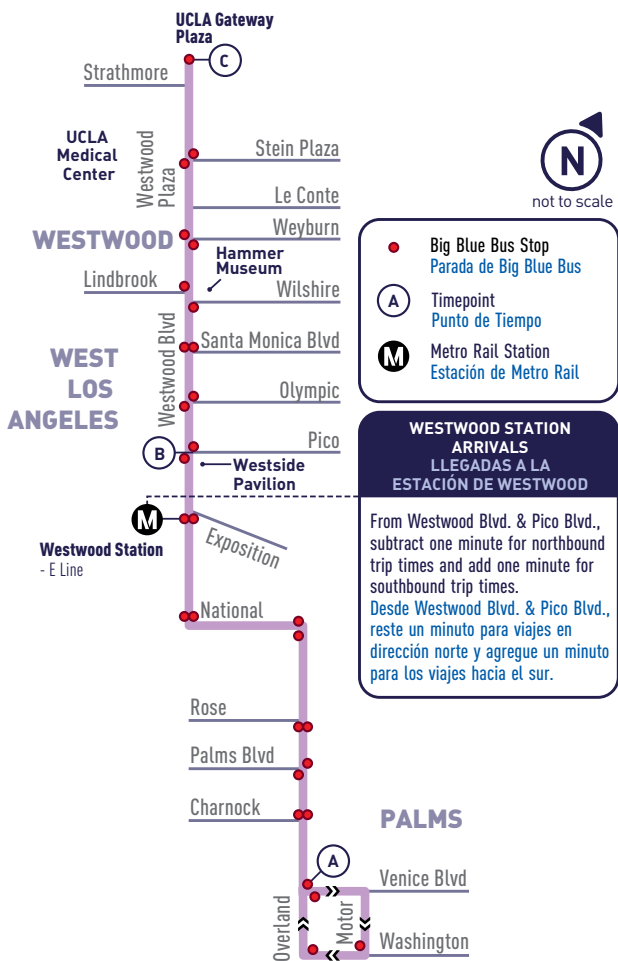 UCLA Gateway
Plaza
C
Strathmore
UCLA
Medical
Center
Westwood
Plaza
Stein Plaza
Le Conte
WESTWOOD
Weyburn
Hammer
Museum
Lindbrook
Wilshire
Westwood Blvd
Santa Monica Blvd
WEST
LOS
ANGELES
Olympic
Pico
B
Westside
Pavilion
M
Westwood Station
- E Line
Exposition
National
Rose
Palms Blvd
Charnock
PALMS
A
Venice Blvd
Overland
Motor
Washington
N
not to scale
Big Blue Bus Stop
Parada de Big Blue Bus
A
Timepoint
Punto de Tiempo
M
Metro Rail Station
Estación de Metro Rail
WESTWOOD STATION
ARRIVALS
LLEGADAS A LA
ESTACIÓN DE WESTWOOD
From Westwood Blvd. & Pico Blvd.,
subtract one minute for northbound
trip times and add one minute for
southbound trip times.
Desde Westwood Blvd. & Pico Blvd.,
reste un minuto para viajes en
dirección norte y agregue un minuto
para los viajes hacia el sur.